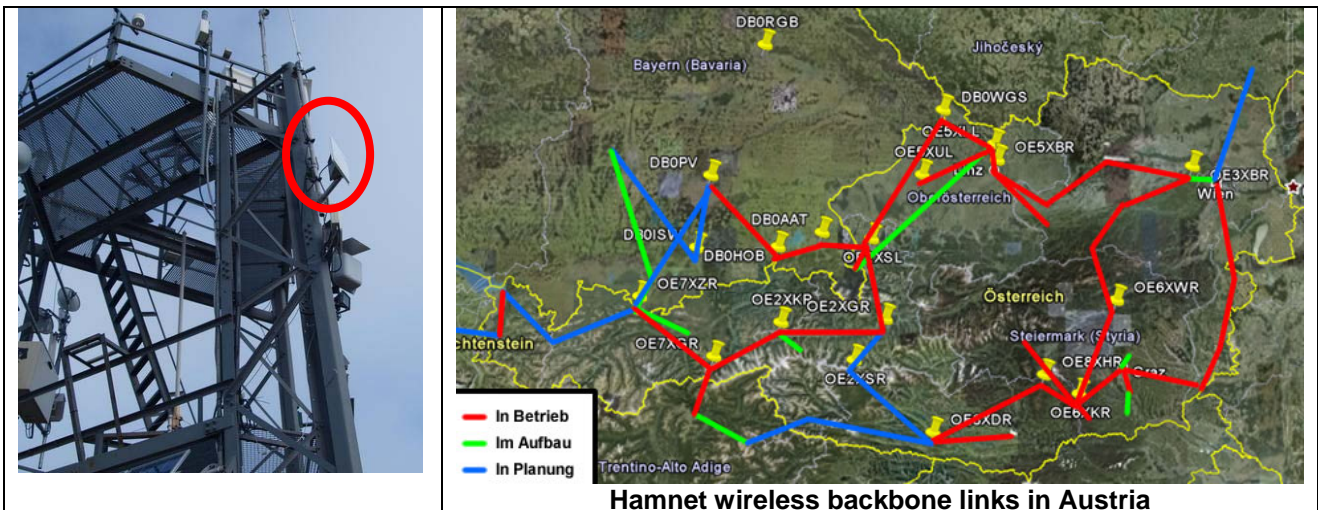 DB0RGB
Jihočeský
Bayern (Bavaria)
DB0WGS
OE5XLL
OE5XUL
OE5XBR
DB0PV
OE3XBR
Wien
Oberösterreich
DB0AAT
DB0HOB
OE7XZR
OE2XKP
OE2XGR
Österreich
OE6XWR
chtenstein
Steiermark (Styria)
OE7XGR
OE2XSR
OE8XHR
Graz
OE6XKR
In Betrieb
Im Aufbau
In Planung
Trentino-Alto Adige
Hamnet wireless backbone links in Austria